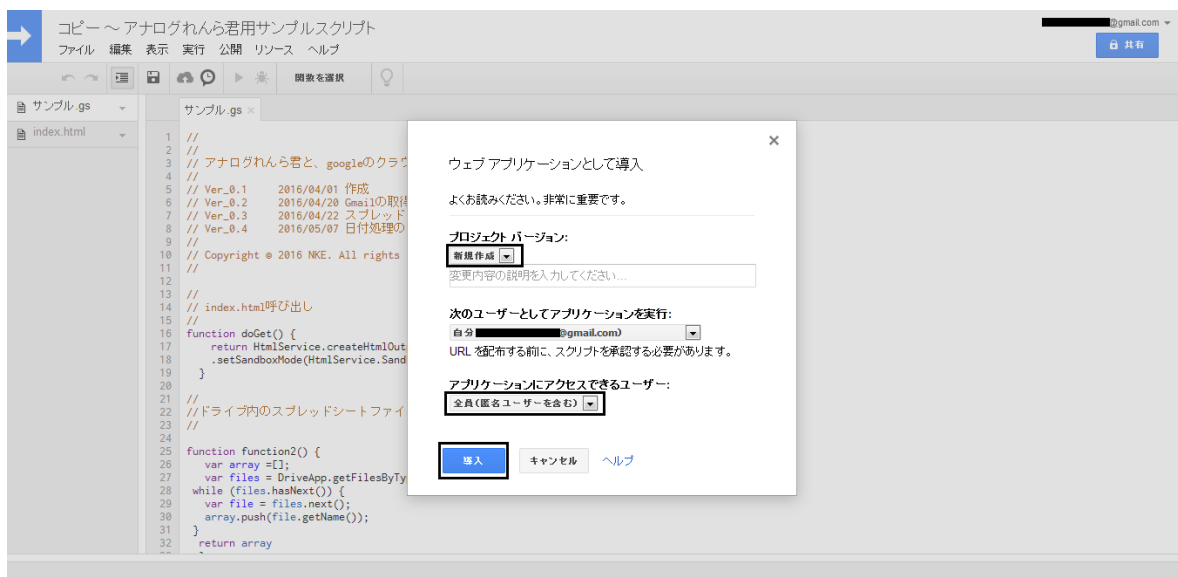 コピー ～ アナログれんら君用サンプルスクリプト
@gmail.com
ファイル 編集 表示 実行 公開 リソース ヘルプ
共有
関数を選択
サンプル.gs
index.html
サンプル.gs ×
1 //
2 //
3 // アナログれんら君と、googleのクラウ
4 //
5 // Ver_0.1 2016/04/01 作成
6 // Ver_0.2 2016/04/20 Gmailの取得
7 // Ver_0.3 2016/04/22 スプレッド
8 // Ver_0.4 2016/05/07 日付処理の
9 //
10 // Copyright © 2016 NKE. All rights
11 //
12
13 //
14 // index.html呼び出し
15 //
16 function doGet() {
17 return HtmlService.createHtmlOut
18 .setSandboxMode(HtmlService.Sand
19 }
20
21 //
22 //ドライブ内のスプレッドシートファイ
23 //
24
25 function function2() {
26 var array =[];
27 var files = DriveApp.getFilesByTy
28 while (files.hasNext()) {
29 var file = files.next();
30 array.push(file.getName());
31 }
32 return array
ウェブ アプリケーションとして導入
×
よくお読みください。非常に重要です。
プロジェクト バージョン:
新規作成
変更内容の説明を入力してください...
次のユーザーとしてアプリケーションを実行:
自分 @gmail.com)
URL を配布する前に、スクリプトを承認する必要があります。
アプリケーションにアクセスできるユーザー:
全員(匿名ユーザーを含む)
導入 キャンセル ヘルプ